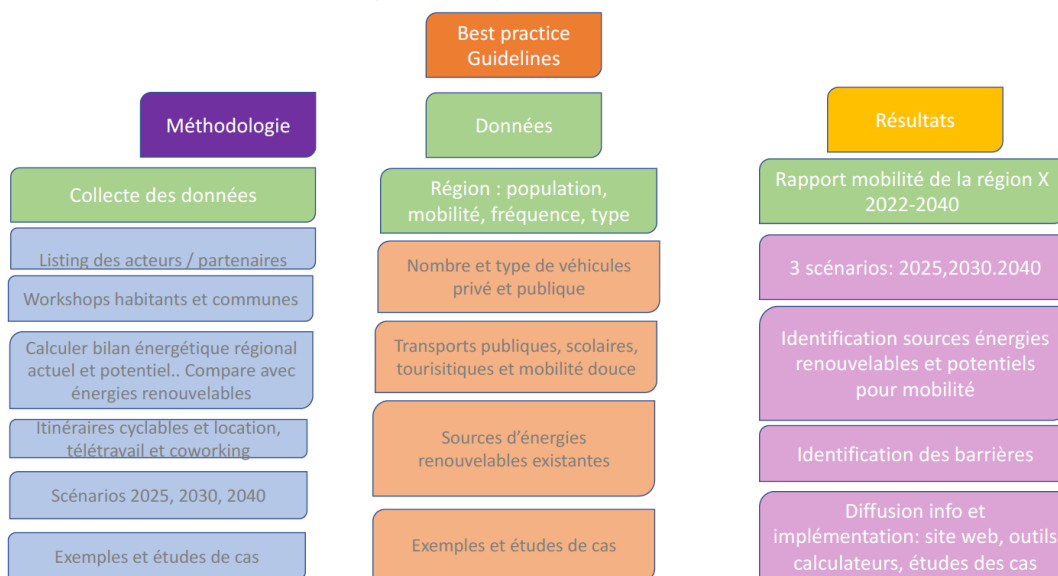 Best practice
Guidelines
Méthodologie
Collecte des données
Listing des acteurs / partenaires
Workshops habitants et communes
Calculer bilan énergétique régional
actuel et potentiel.. Compare avec
énergies renouvelables
Itinéraires cyclables et location,
télétravail et coworking
Scénarios 2025, 2030, 2040
Exemples et études de cas
Données
Région : population,
mobilité, fréquence, type
Nombre et type de véhicules
privé et publique
Transports publiques, scolaires,
tourisitiques et mobilité douce
Sources d'énergies
renouvelables existantes
Exemples et études de cas
Résultats
Rapport mobilité de la région X
2022-2040
3 scénarios: 2025,2030.2040
Identification sources énergies
renouvelables et potentiels
pour mobilité
Identification des barrières
Diffusion info et
implémentation: site web, outils
calculateurs, études des cas